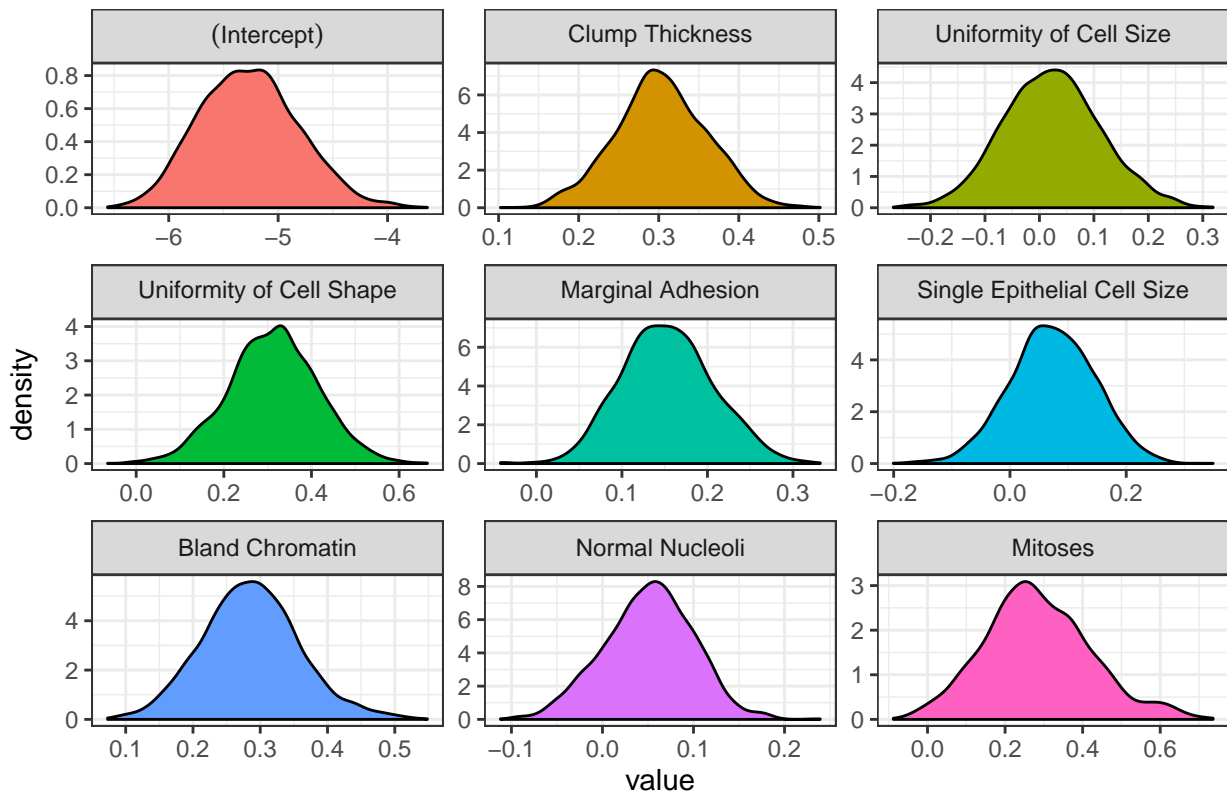 (Intercept)
Clump Thickness
Uniformity of Cell Size
0.8
0.6
0.4
0.2
0.0
6
4
2
0
4
3
2
1
0
−6 −5 −4
0.1 0.2 0.3 0.4 0.5
−0.2 −0.1 0.0 0.1 0.2 0.3
Uniformity of Cell Shape
Marginal Adhesion
Single Epithelial Cell Size
4
3
2
1
0
6
4
2
0
4
2
0
0.0 0.2 0.4 0.6
0.0 0.1 0.2 0.3
−0.2 0.0 0.2
density
Bland Chromatin
Normal Nucleoli
Mitoses
4
2
0
8
6
4
2
0
3
2
1
0
0.1 0.2 0.3 0.4 0.5
−0.1 0.0 0.1 0.2
0.0 0.2 0.4 0.6
value